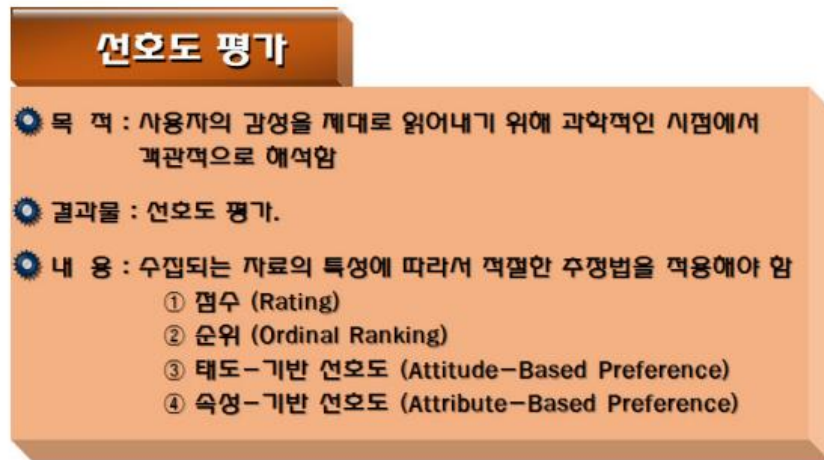 선호도 평가
목 적 : 사용자의 감성을 제대로 읽어내기 위해 과학적인 시점에서
객관적으로 해석함
결과물 : 선호도 평가.
내 용 : 수집되는 자료의 특성에 따라서 적절한 추정법을 적용해야 함
① 점수 (Rating)
② 순위 (Ordinal Ranking)
③ 태도-기반 선호도 (Attitude-Based Preference)
④ 속성-기반 선호도 (Attribute-Based Preference)